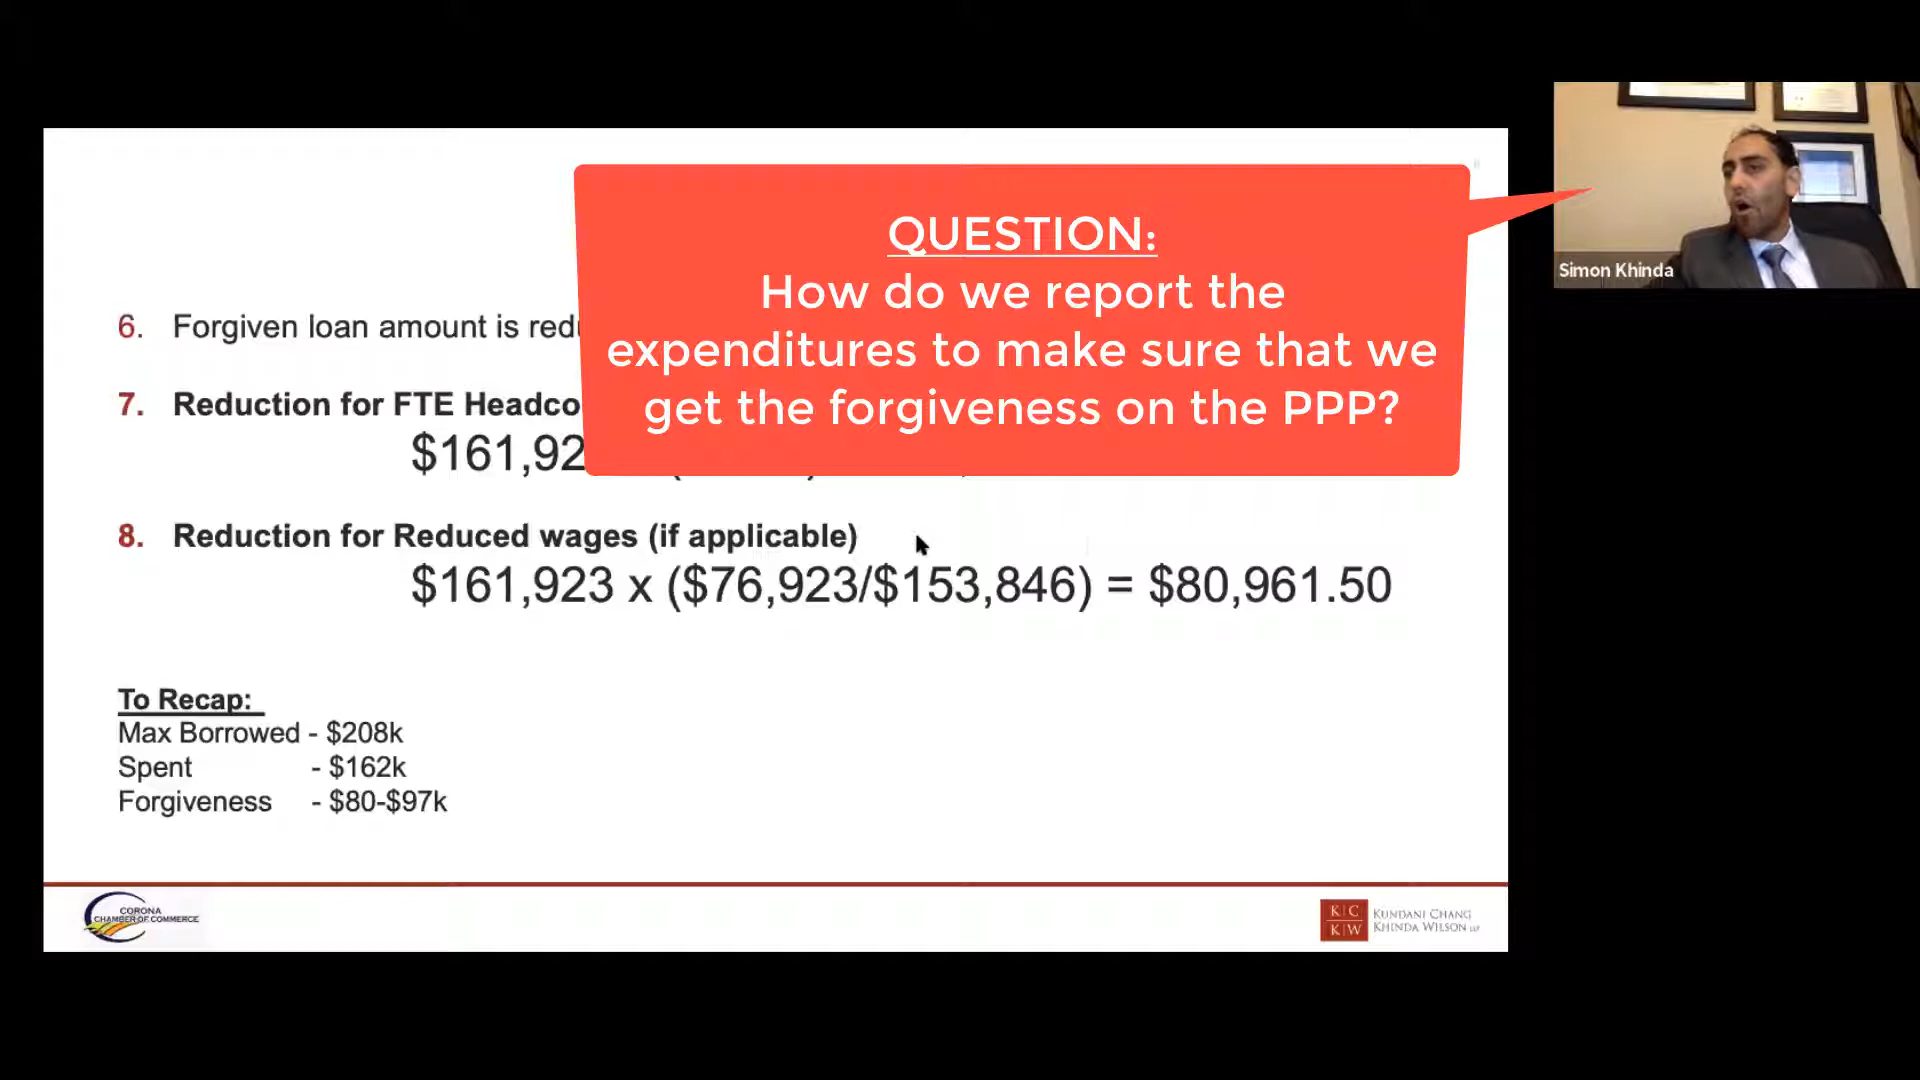 QUESTION:
How do we report the
expenditures to make sure that we
get the forgiveness on the PPP?
Simon Khinda
6. Forgiven loan amount is
7. Reduction for FTE
$161,92
8. Reduction for Reduced wages (if applicable)
$161,923 x ($76,923/$153,846) = $80,961.50
To Recap:
Max Borrowed - $208k
Spent - $162k
Forgiveness - $80-$97k
CORONA
CHAMBER OF COMMERCE
K C
K W
KUNDANI CHANG
KHINDA WILSON LLP